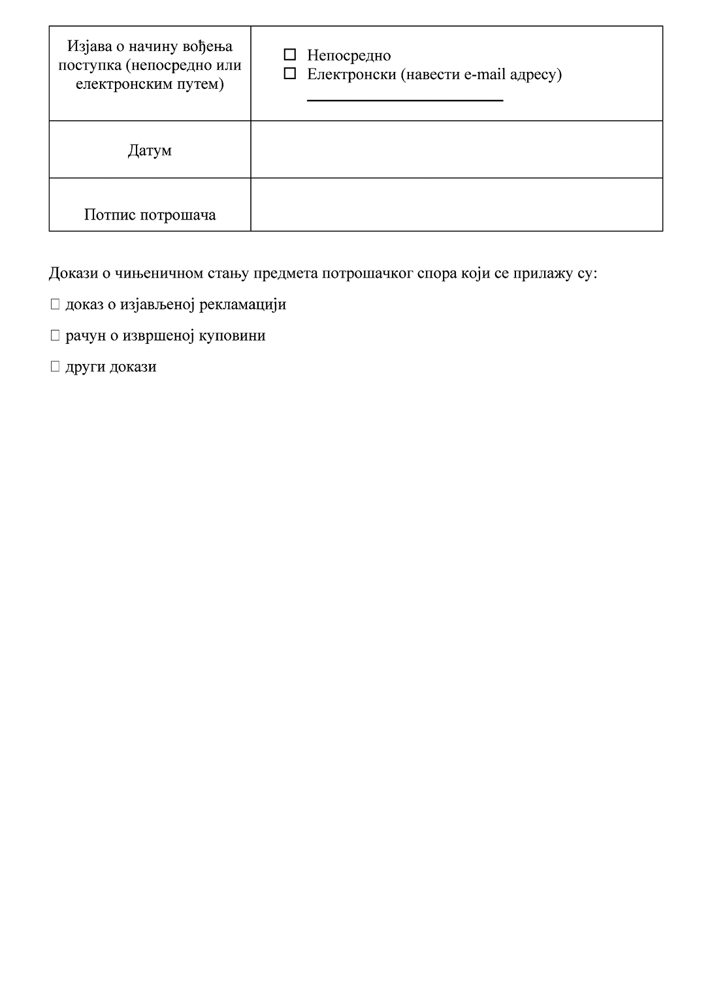 Изјава о начину вођења
поступка (непосредно или
електронским путем)
☐ Непосредно
☐ Електронски (навести e-mail адресу)
Датум
Потпис потрошача
Докази о чињеничном стању предмета потрошачког спора који се прилажу су:
☐ доказ о изјављеној рекламацији
☐ рачун о извршеној куповини
☐ други докази